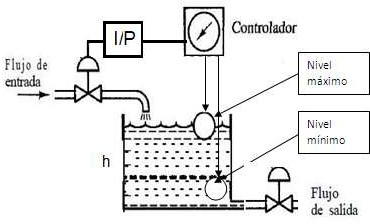 I/P
Controlador
Flujo de
entrada
Nivel
máximo
Nivel
mínimo
h
Flujo
de salida